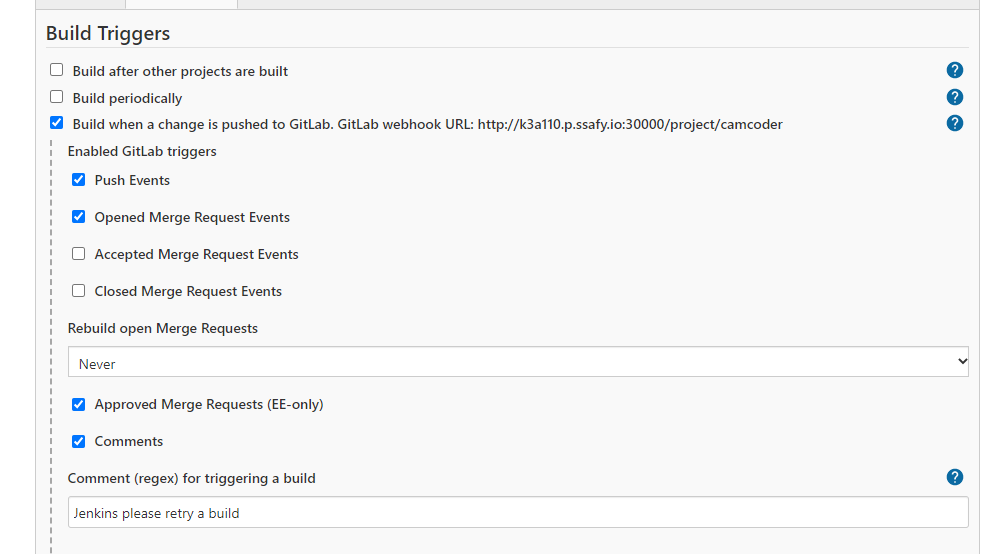 Build Triggers
Build after other projects are built
?
Build periodically
?
Build when a change is pushed to GitLab. GitLab webhook URL: http://k3a110.p.ssafy.io:30000/project/camcoder
?
Enabled GitLab triggers
Push Events
Opened Merge Request Events
Accepted Merge Request Events
Closed Merge Request Events
Rebuild open Merge Requests
Never
Approved Merge Requests (EE-only)
Comments
Comment (regex) for triggering a build
?
Jenkins please retry a build